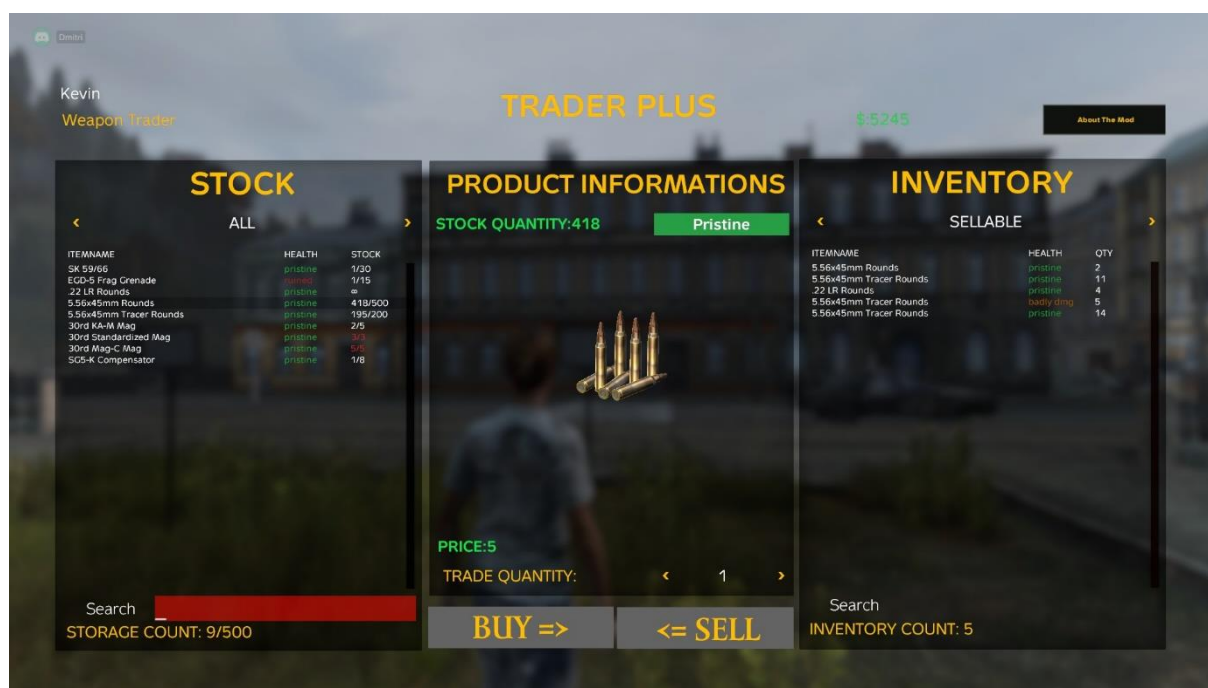 Dmitri
Kevin
Weapon Trader
TRADER PLUS
$:5245
About The Mod
STOCK
< ALL >
ITEMNAME HEALTH STOCK
SK 59/66 pristine 1/30
EGD-5 Frag Grenade ruined 1/15
.22 LR Rounds pristine ∞
5.56x45mm Rounds pristine 418/500
5.56x45mm Tracer Rounds pristine 195/200
30rd KA-M Mag pristine 2/5
30rd Standardized Mag pristine 3/3
30rd Mag-C Mag pristine 5/5
SG5-K Compensator pristine 1/8
Search
STORAGE COUNT: 9/500
PRODUCT INFORMATIONS
STOCK QUANTITY:418 Pristine
PRICE:5
TRADE QUANTITY: < 1 >
BUY => <= SELL
INVENTORY
< SELLABLE >
ITEMNAME HEALTH QTY
5.56x45mm Rounds pristine 2
5.56x45mm Tracer Rounds pristine 11
.22 LR Rounds pristine 4
5.56x45mm Tracer Rounds badly dmg 5
5.56x45mm Tracer Rounds pristine 14
Search
INVENTORY COUNT: 5